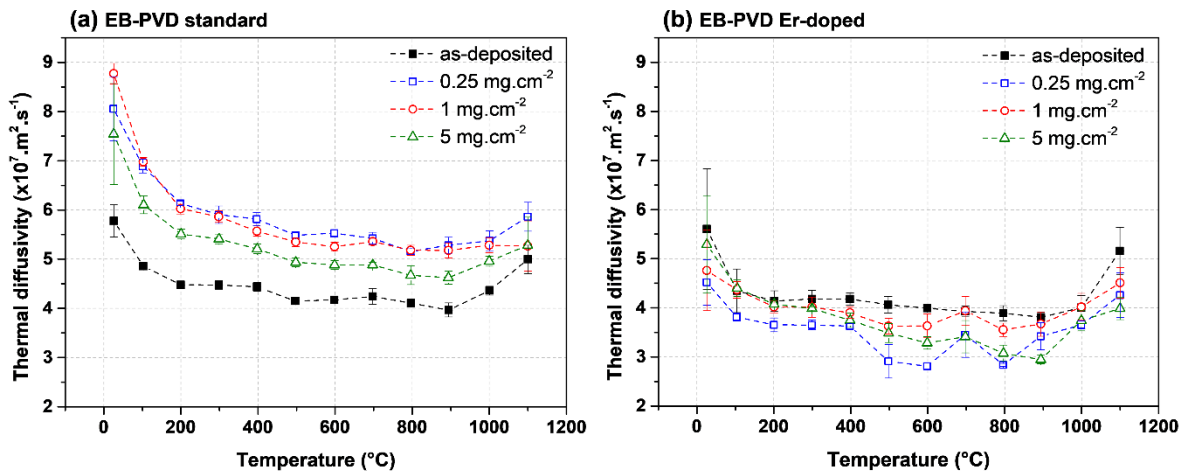 (a) EB-PVD standard
as-deposited
0.25 mg.cm⁻²
1 mg.cm⁻²
5 mg.cm⁻²
Thermal diffusivity (x10⁷.m².s⁻¹)
9
8
7
6
5
4
3
2
0 200 400 600 800 1000 1200
Temperature (°C)
(b) EB-PVD Er-doped
as-deposited
0.25 mg.cm⁻²
1 mg.cm⁻²
5 mg.cm⁻²
Thermal diffusivity (x10⁷.m².s⁻¹)
9
8
7
6
5
4
3
2
0 200 400 600 800 1000 1200
Temperature (°C)